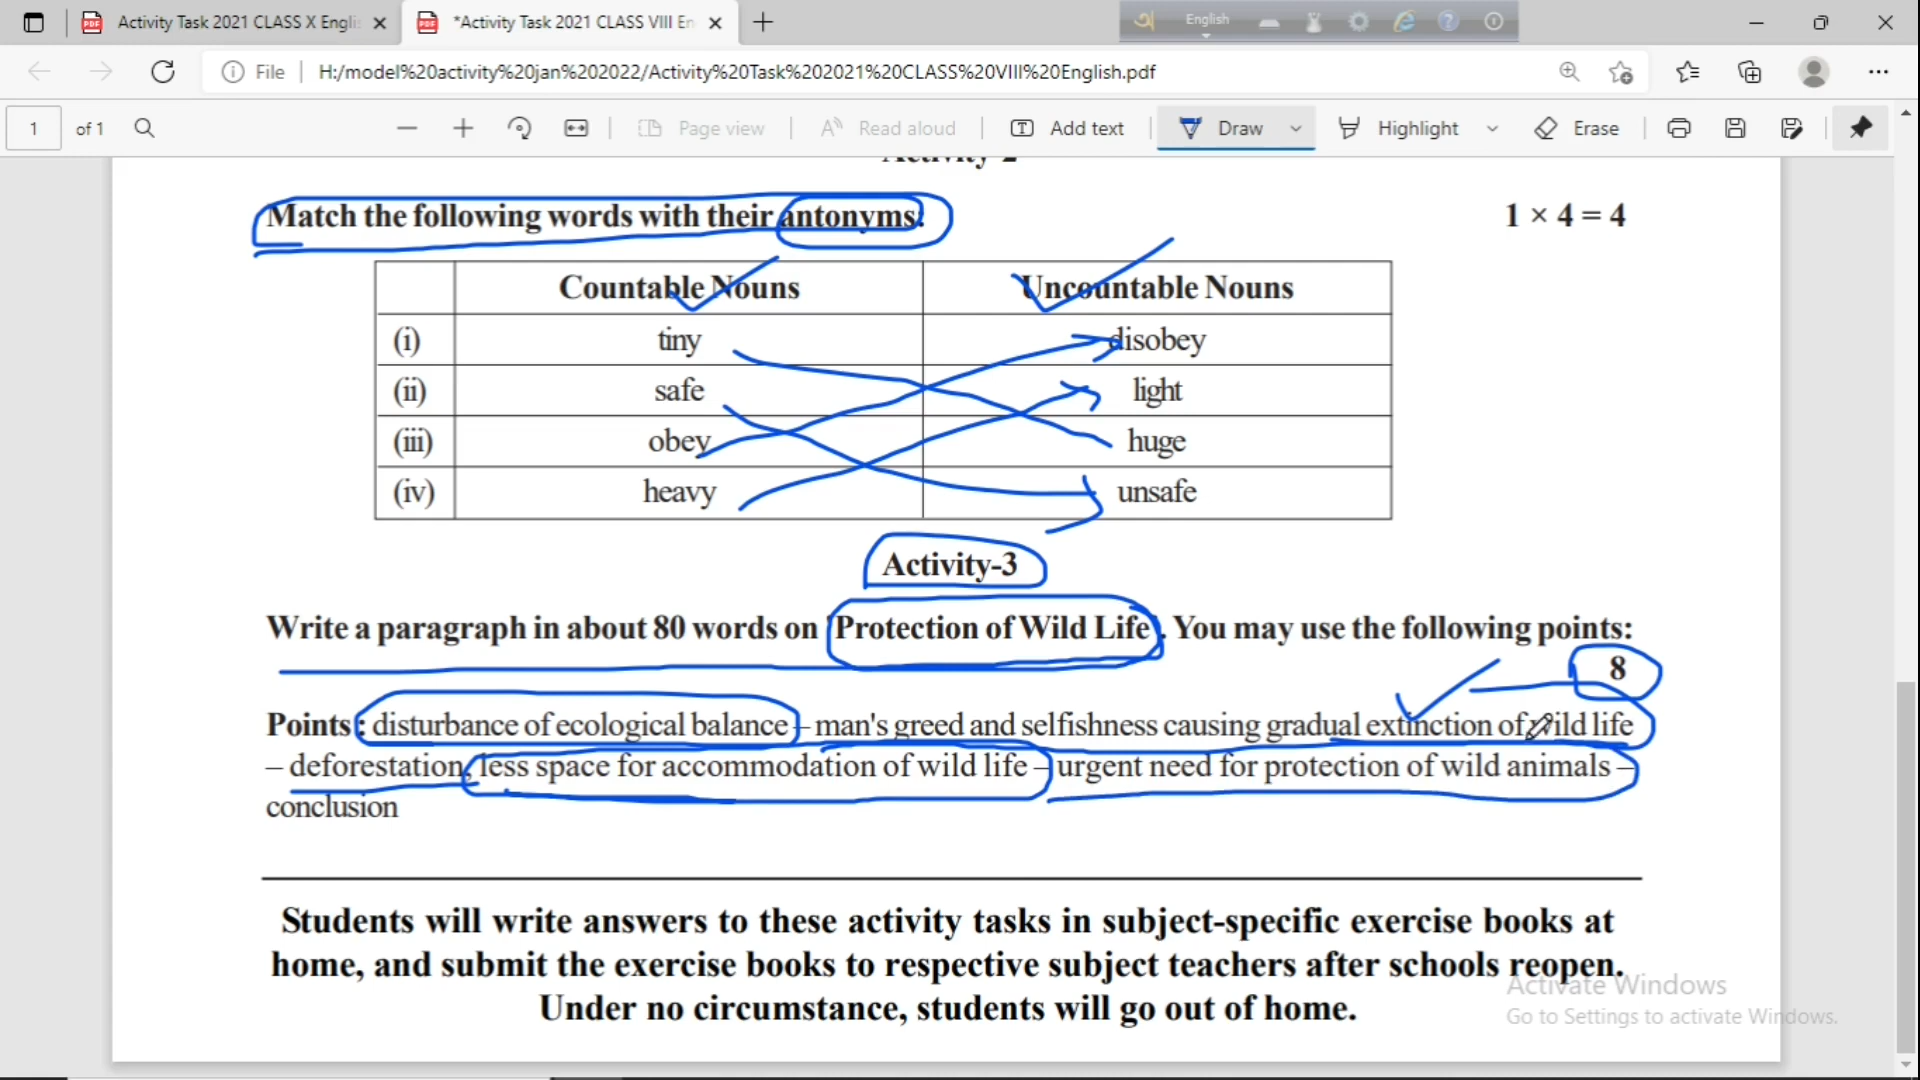 Activity Task 2021 CLASS X Engli
*Activity Task 2021 CLASS VIII En
English
File
H:/model%20activity%20jan%202022/Activity%20Task%202021%20CLASS%20VIII%20English.pdf
1 of 1
Page view
Read aloud
Add text
Draw
Highlight
Erase
Activity-2
Match the following words with their antonyms: 1 × 4 = 4
Countable Nouns Uncountable Nouns
(i) tiny disobey
(ii) safe light
(iii) obey huge
(iv) heavy unsafe
Activity-3
Write a paragraph in about 80 words on 'Protection of Wild Life'. You may use the following points:
8
Points : disturbance of ecological balance – man's greed and selfishness causing gradual extinction of wild life
– deforestation, less space for accommodation of wild life – urgent need for protection of wild animals –
conclusion
Students will write answers to these activity tasks in subject-specific exercise books at
home, and submit the exercise books to respective subject teachers after schools reopen.
Under no circumstance, students will go out of home.
Activate Windows
Go to Settings to activate Windows.